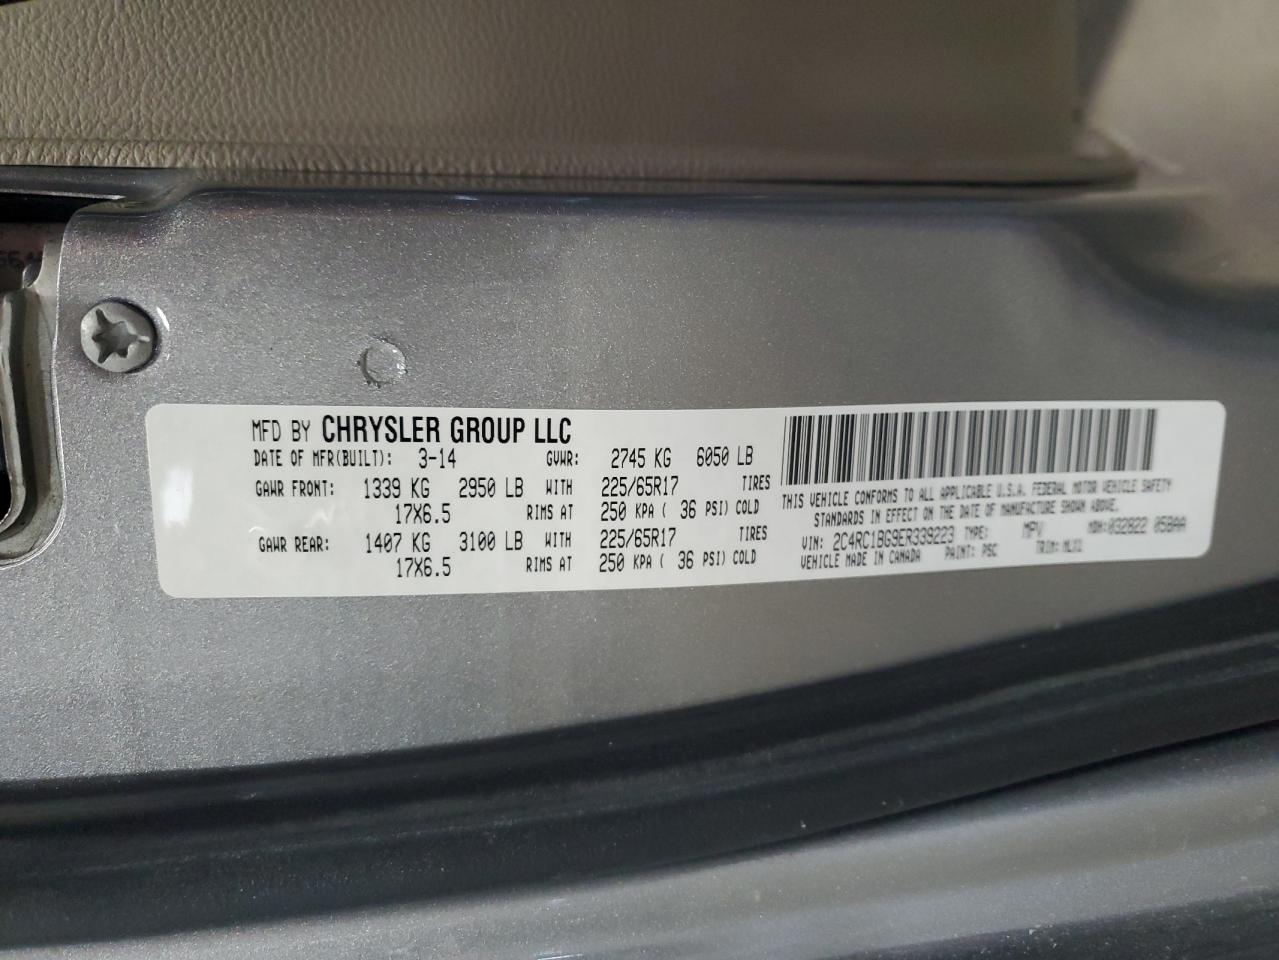 MFD BY CHRYSLER GROUP LLC
DATE OF MFR(BUILT): 3-14 GVWR: 2745 KG 6050 LB
GAWR FRONT: 1339 KG 2950 LB WITH 225/65R17 TIRES
17X6.5 RIMS AT 250 KPA ( 36 PSI) COLD
GAWR REAR: 1407 KG 3100 LB WITH 225/65R17 TIRES
17X6.5 RIMS AT 250 KPA ( 36 PSI) COLD
THIS VEHICLE CONFORMS TO ALL APPLICABLE U.S.A. FEDERAL MOTOR VEHICLE SAFETY
STANDARDS IN EFFECT ON THE DATE OF MANUFACTURE SHOWN ABOVE.
VIN: 2C4RC1BG9ER339223 TYPE: MPV MDH: 032822 058AA
VEHICLE MADE IN CANADA PAINT: PSC TRIM: